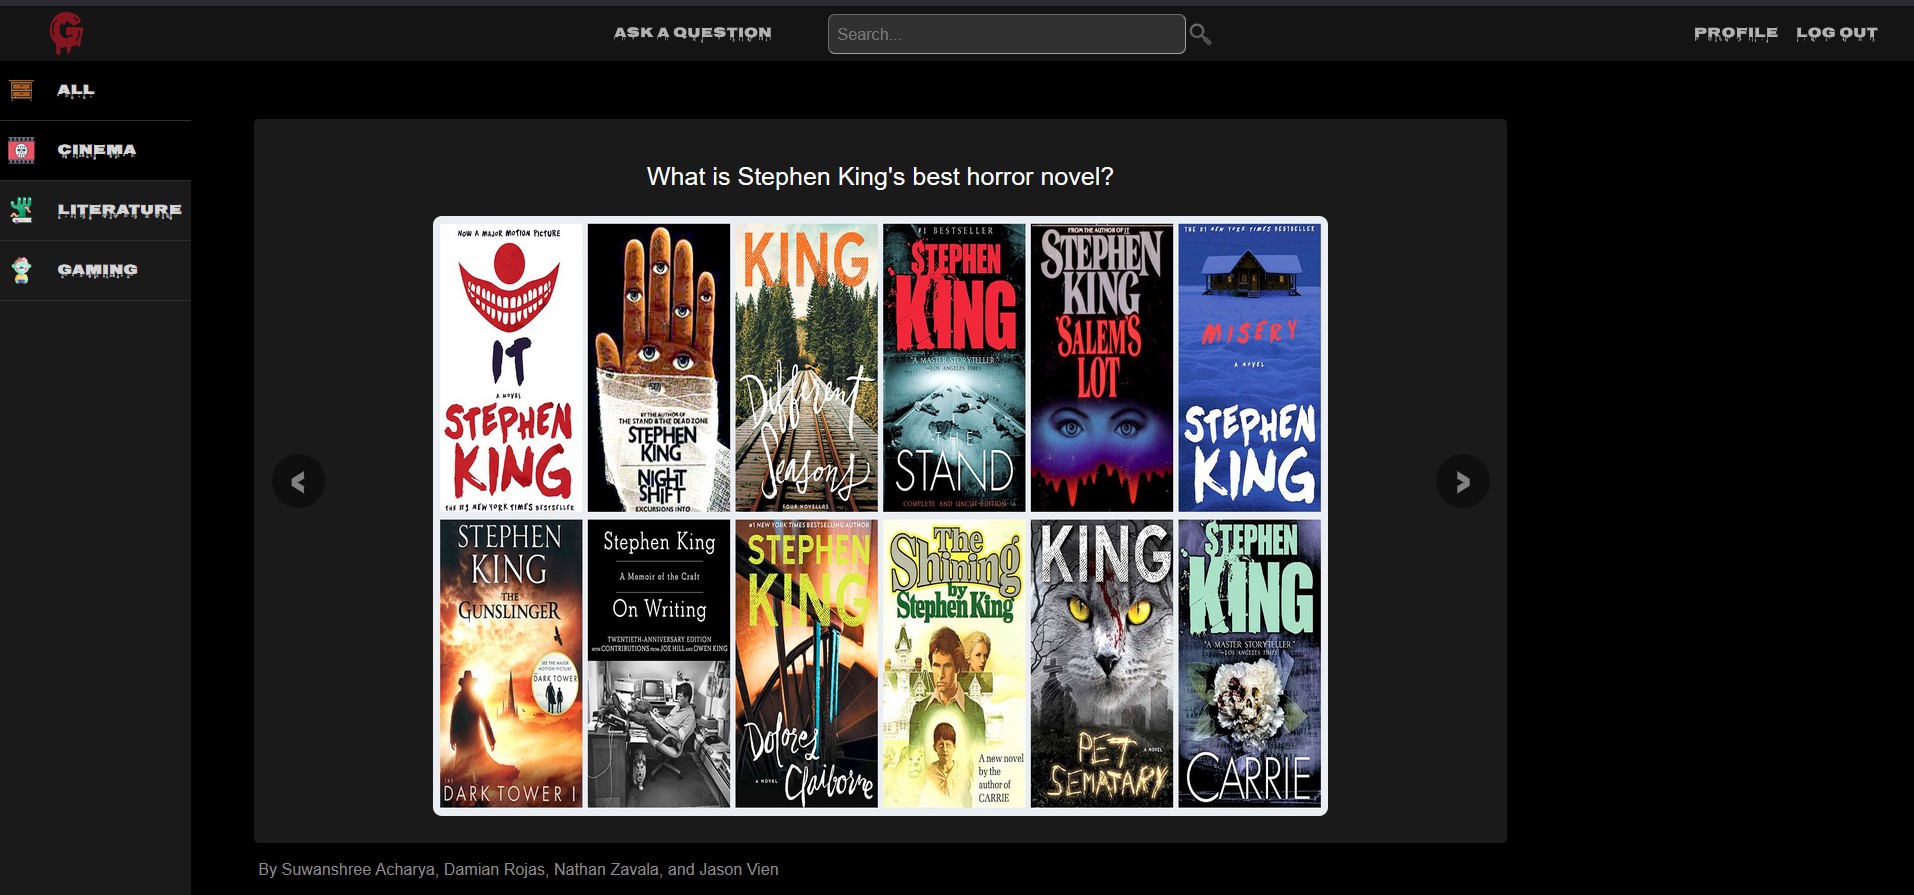 G
ASK A QUESTION
Search...
PROFILE
LOG OUT
ALL
CINEMA
LITERATURE
GAMING
What is Stephen King's best horror novel?
NOW A MAJOR MOTION PICTURE
IT
A NOVEL
STEPHEN
KING
THE #1 NEW YORK TIMES BESTSELLER
BY THE AUTHOR OF
THE STAND & THE DEAD ZONE
STEPHEN
KING
NIGHT
SHIFT
EXCURSIONS INTO
KING
Different
Seasons
FOUR NOVELLAS
#1 BESTSELLER
STEPHEN
KING
"A MASTER STORYTELLER."
—LOS ANGELES TIMES
THE
STAND
COMPLETE AND UNCUT EDITION
FROM THE AUTHOR OF IT
STEPHEN
KING
'SALEM'S
LOT
THE #1 NEW YORK TIMES BESTSELLER
MISERY
A NOVEL
STEPHEN
KING
STEPHEN
KING
THE
GUNSLINGER
SEE THE MAJOR
MOTION PICTURE
DARK TOWER
THE
DARK TOWER I
Stephen King
A Memoir of the Craft
On Writing
TWENTIETH-ANNIVERSARY EDITION
WITH CONTRIBUTIONS FROM JOE HILL AND OWEN KING
#1 NEW YORK TIMES BESTSELLING AUTHOR
STEPHEN
KING
Dolores
A NOVEL
Claiborne
The
Shining
by
Stephen King
A new novel
by the
author of
CARRIE
KING
PET
A NOVEL
SEMATARY
STEPHEN
KING
"A MASTER STORYTELLER."
—LOS ANGELES TIMES
CARRIE
By Suwanshree Acharya, Damian Rojas, Nathan Zavala, and Jason Vien